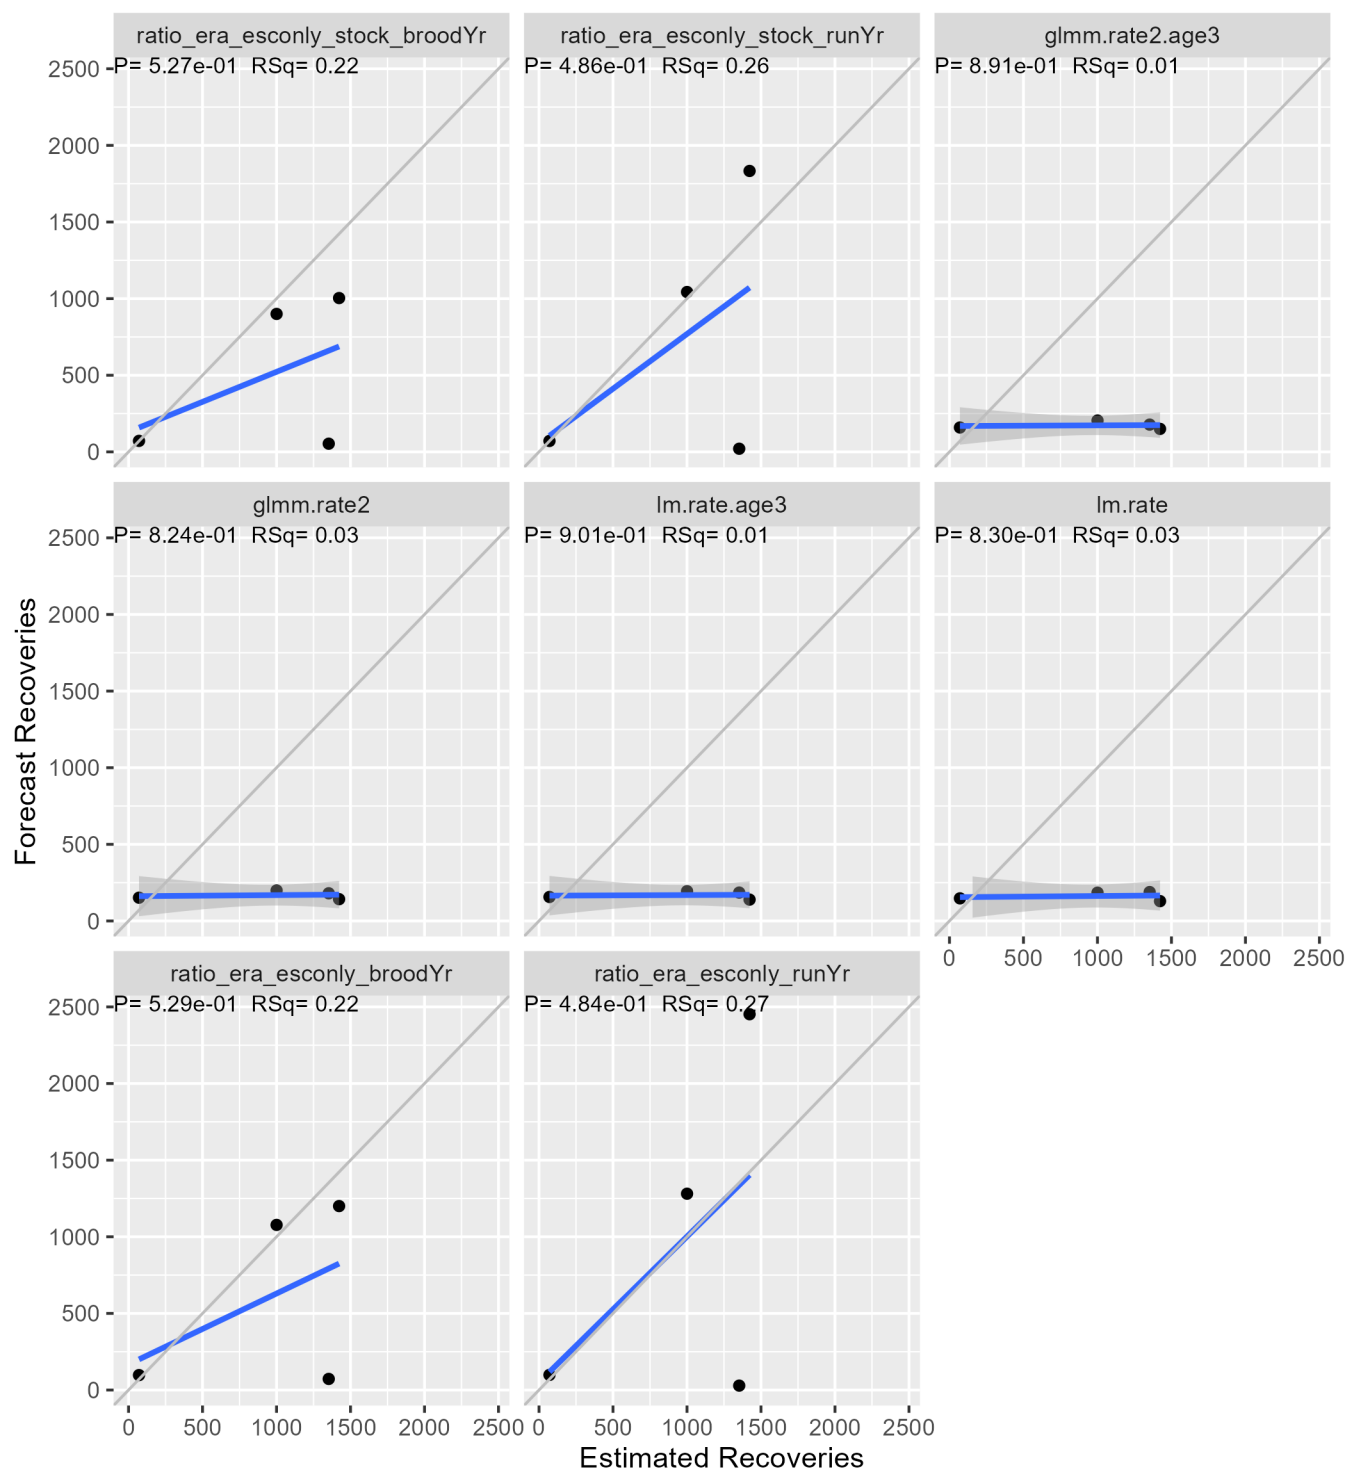 ratio_era_esconly_stock_broodYr ratio_era_esconly_stock_runYr glmm.rate2.age3
P= 5.27e-01 RSq= 0.22 P= 4.86e-01 RSq= 0.26 P= 8.91e-01 RSq= 0.01
2500
2000
1500
1000
500
0
glmm.rate2 lm.rate.age3 lm.rate
P= 8.24e-01 RSq= 0.03 P= 9.01e-01 RSq= 0.01 P= 8.30e-01 RSq= 0.03
2500
2000
1500
1000
500
0
0 500 1000 1500 2000 2500
Forecast Recoveries
ratio_era_esconly_broodYr ratio_era_esconly_runYr
P= 5.29e-01 RSq= 0.22 P= 4.84e-01 RSq= 0.27
2500
2000
1500
1000
500
0
0 500 1000 1500 2000 2500 0 500 1000 1500 2000 2500
Estimated Recoveries